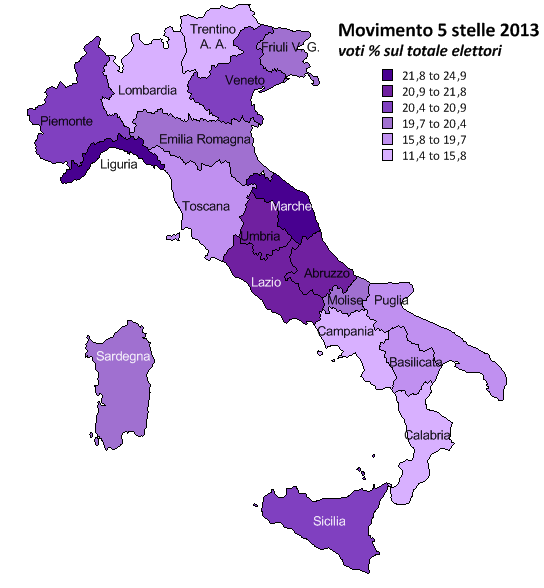 Movimento 5 stelle 2013
voti % sul totale elettori
21,8 to 24,9
20,9 to 21,8
20,4 to 20,9
19,7 to 20,4
15,8 to 19,7
11,4 to 15,8
Trentino
A. A.
Friuli V. G.
Lombardia
Veneto
Piemonte
Emilia Romagna
Liguria
Toscana
Marche
Umbria
Lazio
Abruzzo
Molise
Puglia
Campania
Sardegna
Basilicata
Calabria
Sicilia